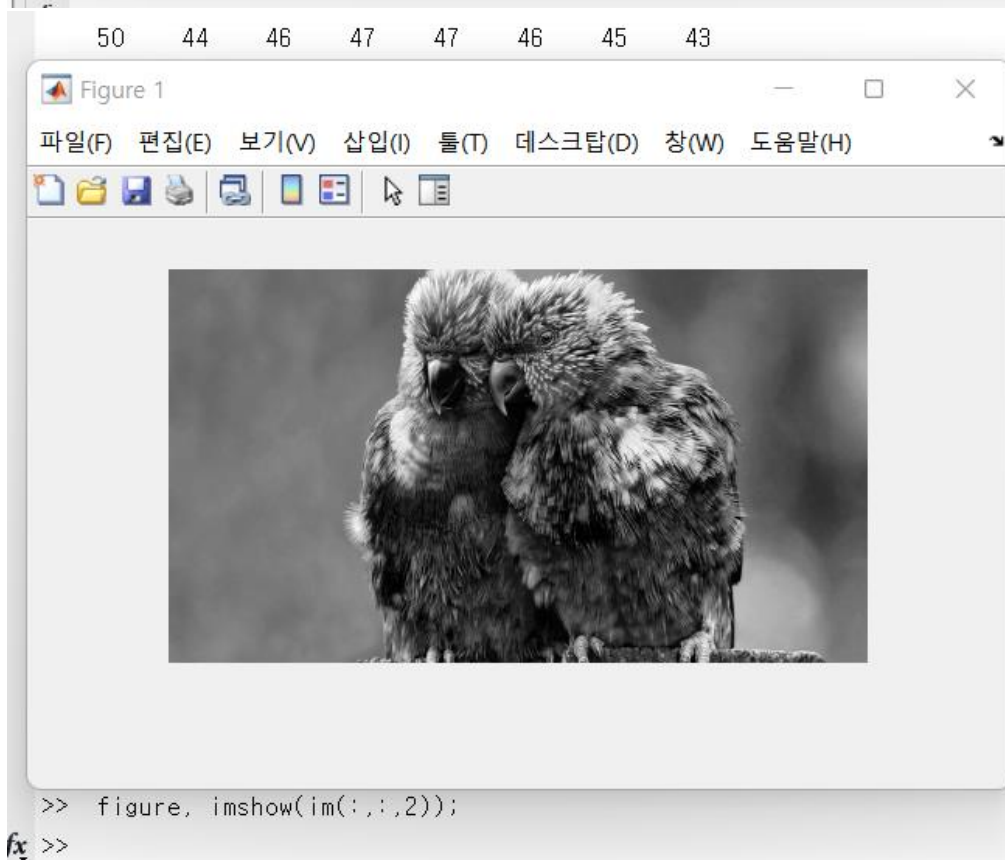 50 44 46 47 47 46 45 43
Figure 1
파일(F) 편집(E) 보기(V) 삽입(I) 툴(T) 데스크탑(D) 창(W) 도움말(H)
>> figure, imshow(im(:,:,2));
fx >>